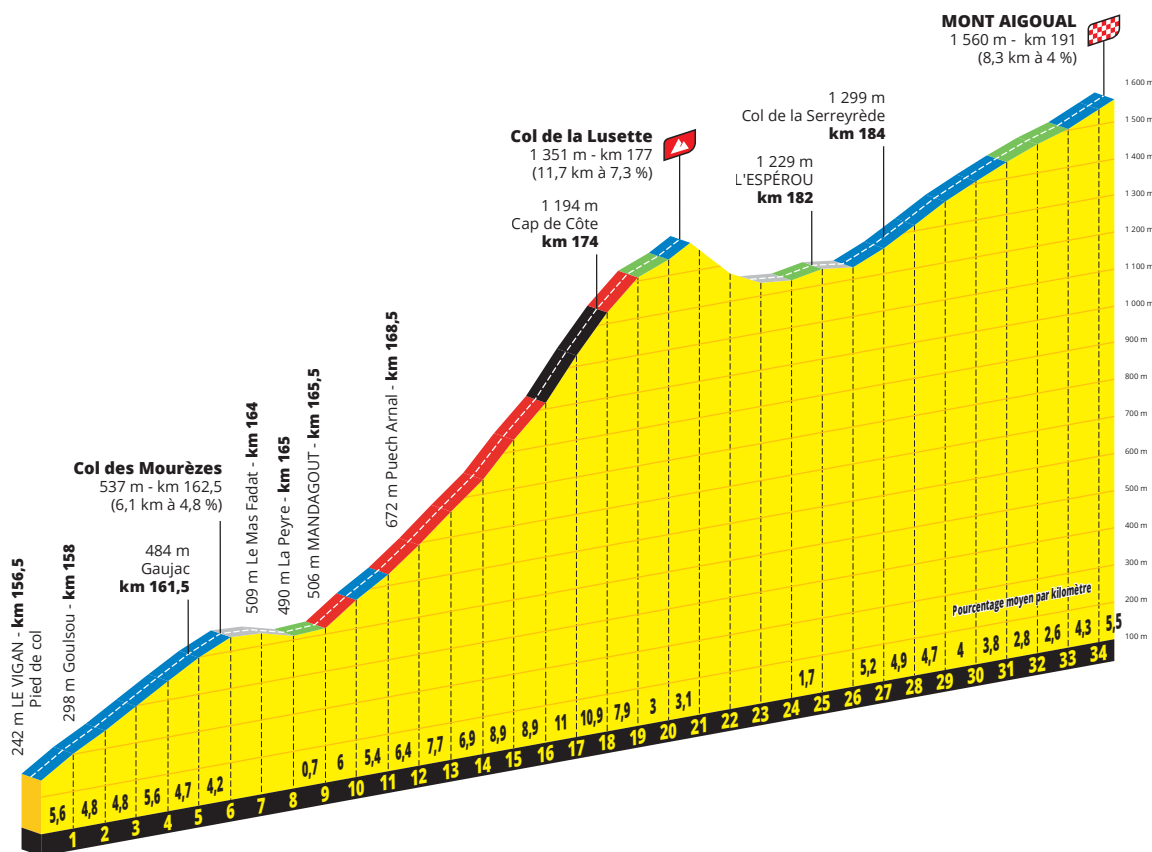 MONT AIGOUAL
1 560 m - km 191
(8,3 km à 4 %)
1 299 m
Col de la Serreyrède
km 184
Col de la Lusette
1 351 m - km 177
(11,7 km à 7,3 %)
1 229 m
L'ESPÉROU
km 182
1 194 m
Cap de Côte
km 174
672 m Puech Arnal - km 168,5
506 m MANDAGOUT - km 165,5
490 m La Peyre - km 165
509 m Le Mas Fadat - km 164
Col des Mourèzes
537 m - km 162,5
(6,1 km à 4,8 %)
484 m
Gaujac
km 161,5
298 m Goulsou - km 158
242 m LE VIGAN - km 156,5
Pied de col
1 600 m
1 500 m
1 400 m
1 300 m
1 200 m
1 100 m
1 000 m
900 m
800 m
700 m
600 m
500 m
400 m
300 m
200 m
100 m
Pourcentage moyen par kilomètre
5,6 4,8 4,8 5,6 4,7 4,2 0,7 6 5,4 6,4 7,7 6,9 8,9 8,9 11 10,9 7,9 3 3,1 1,7 5,2 4,9 4,7 4 3,8 2,8 2,6 4,3 5,5
1 2 3 4 5 6 7 8 9 10 11 12 13 14 15 16 17 18 19 20 21 22 23 24 25 26 27 28 29 30 31 32 33 34